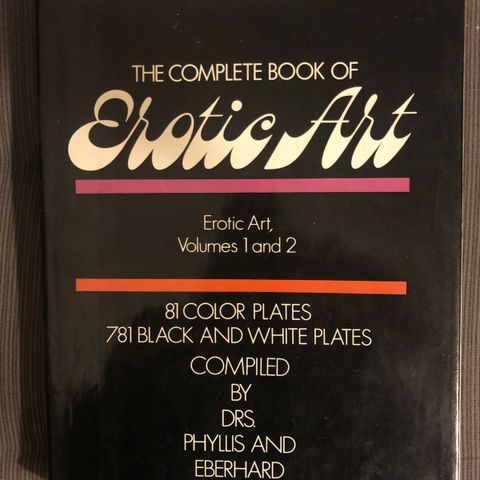 THE COMPLETE BOOK OF
Erotic Art
Erotic Art,
Volumes 1 and 2
81 COLOR PLATES
781 BLACK AND WHITE PLATES
COMPILED
BY
DRS.
PHYLLIS AND
EBERHARD